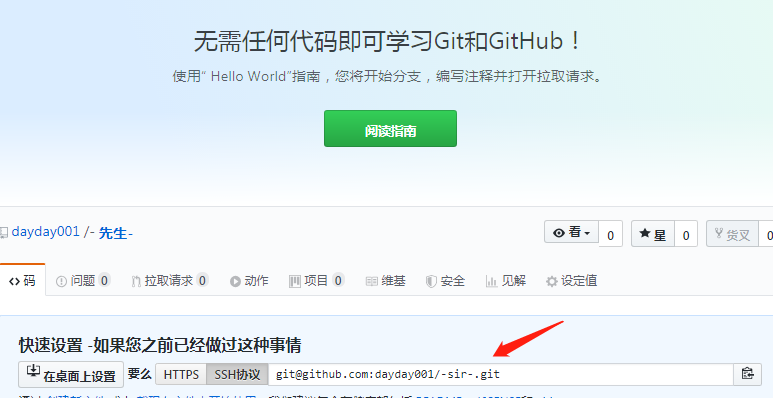 无需任何代码即可学习Git和GitHub！
使用“ Hello World”指南，您将开始分支，编写注释并打开拉取请求。
阅读指南
dayday001 /- 先生-
看 0 星 0 货叉 0
码 问题 0 拉取请求 0 动作 项目 0 维基 安全 见解 设定值
快速设置 -如果您之前已经做过这种事情
在桌面上设置 要么 HTTPS SSH协议 git@github.com:dayday001/-sir-.git